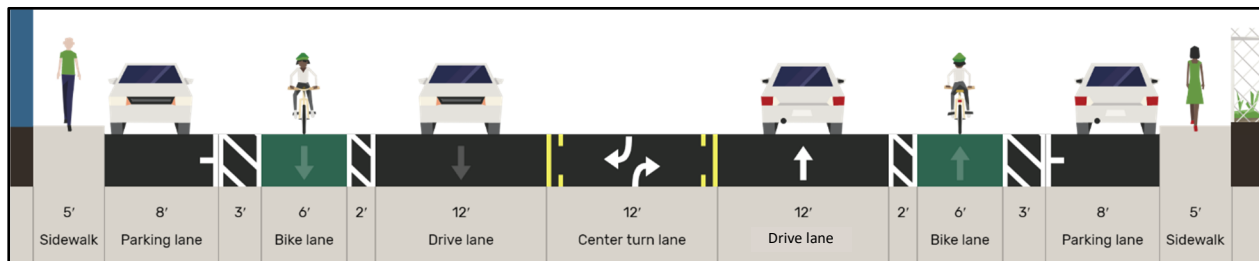 5′ 8′ 3′ 6′ 2′ 12′ 12′ 12′ 2′ 6′ 3′ 8′ 5′
Sidewalk Parking lane Bike lane Drive lane Center turn lane Drive lane Bike lane Parking lane Sidewalk